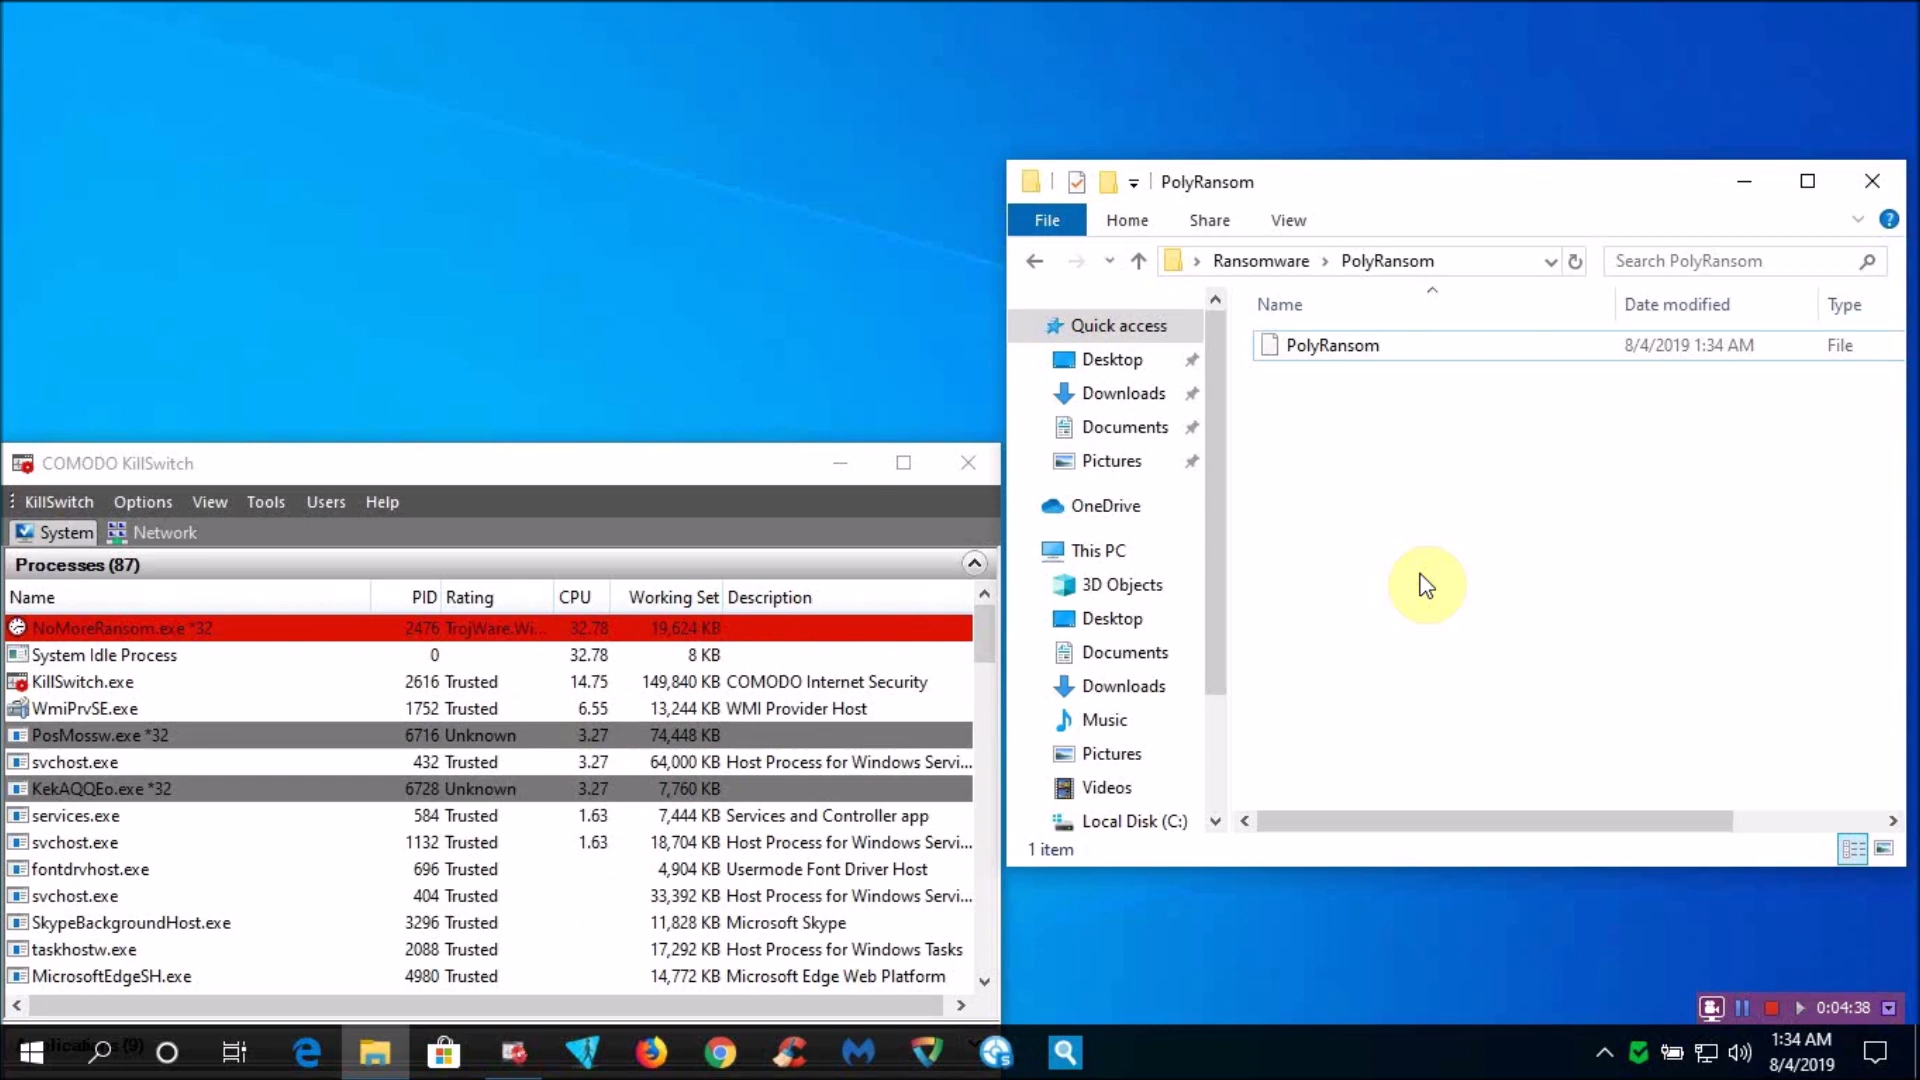 PolyRansom
File Home Share View
Ransomware PolyRansom Search PolyRansom
Name Date modified Type
PolyRansom 8/4/2019 1:34 AM File
Quick access
Desktop
Downloads
Documents
Pictures
OneDrive
This PC
3D Objects
Desktop
Documents
Downloads
Music
Pictures
Videos
Local Disk (C:)
1 item
COMODO KillSwitch
KillSwitch Options View Tools Users Help
System Network
Processes (87)
Name PID Rating CPU Working Set Description
NoMoreRansom.exe *32 2476 TrojWare.Wi... 32.78 19,624 KB
System Idle Process 0 32.78 8 KB
KillSwitch.exe 2616 Trusted 14.75 149,840 KB COMODO Internet Security
WmiPrvSE.exe 1752 Trusted 6.55 13,244 KB WMI Provider Host
PosMossw.exe *32 6716 Unknown 3.27 74,448 KB
svchost.exe 432 Trusted 3.27 64,000 KB Host Process for Windows Servi...
KekAQQEo.exe *32 6728 Unknown 3.27 7,760 KB
services.exe 584 Trusted 1.63 7,444 KB Services and Controller app
svchost.exe 1132 Trusted 1.63 18,704 KB Host Process for Windows Servi...
fontdrvhost.exe 696 Trusted 4,904 KB Usermode Font Driver Host
svchost.exe 404 Trusted 33,392 KB Host Process for Windows Servi...
SkypeBackgroundHost.exe 3296 Trusted 11,828 KB Microsoft Skype
taskhostw.exe 2088 Trusted 17,292 KB Host Process for Windows Tasks
MicrosoftEdgeSH.exe 4980 Trusted 14,772 KB Microsoft Edge Web Platform
0:04:38
1:34 AM
8/4/2019